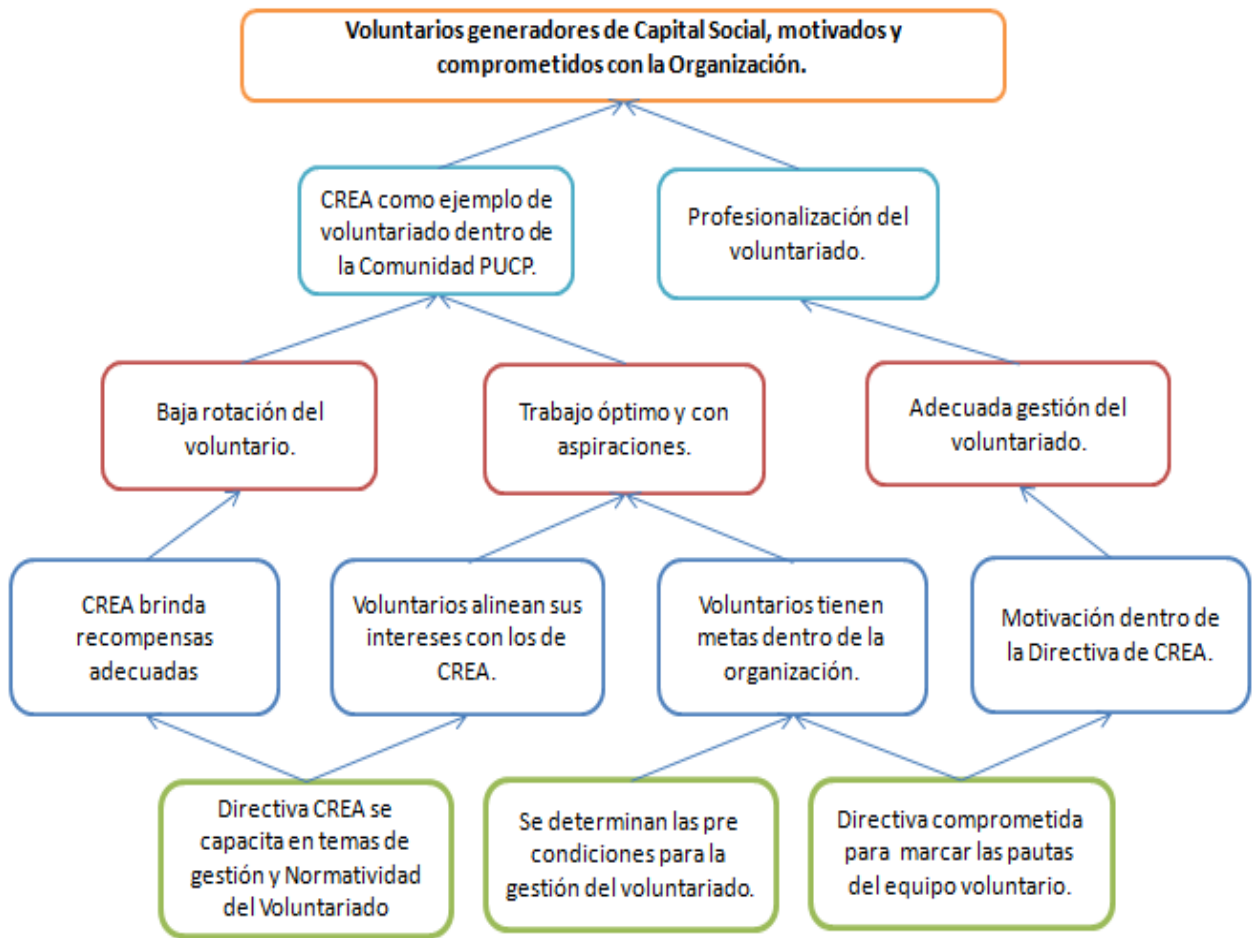 Voluntarios generadores de Capital Social, motivados y
comprometidos con la Organización.
CREA como ejemplo de
voluntariado dentro de
la Comunidad PUCP.
Profesionalización del
voluntariado.
Baja rotación del
voluntario.
Trabajo óptimo y con
aspiraciones.
Adecuada gestión del
voluntariado.
CREA brinda
recompensas
adecuadas
Voluntarios alinean sus
intereses con los de
CREA.
Voluntarios tienen
metas dentro de la
organización.
Motivación dentro de
la Directiva de CREA.
Directiva CREA se
capacita en temas de
gestión y Normatividad
del Voluntariado
Se determinan las pre
condiciones para la
gestión del voluntariado.
Directiva comprometida
para marcar las pautas
del equipo voluntario.